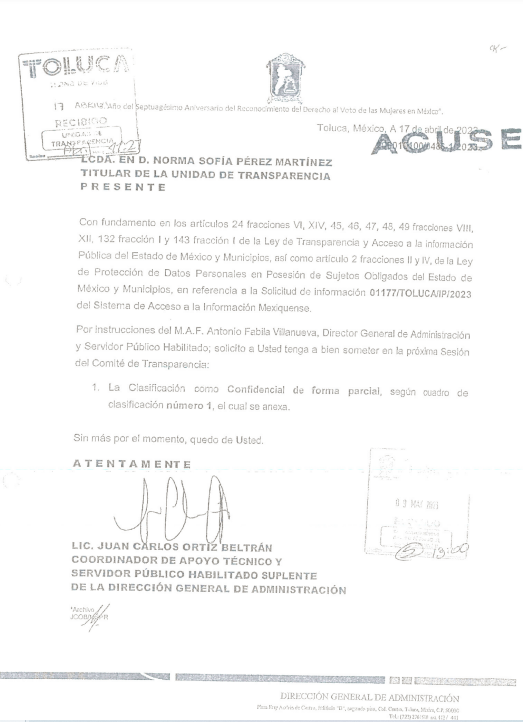 TOLUCA
17
RECIBIDO
UNIDAD DE
TRANSPARENCIA
"Año del Septuagésimo Aniversario del Reconocimiento del Derecho al Voto de las Mujeres en México".
Toluca, México, A 17 de abril de 2023
ACUSE
LCDA. EN D. NORMA SOFÍA PÉREZ MARTÍNEZ
TITULAR DE LA UNIDAD DE TRANSPARENCIA
P R E S E N T E
Con fundamento en los artículos 24 fracciones VI, XIV, 45, 46, 47, 48, 49 fracciones VIII,
XII, 132 fracción I y 143 fracción I de la Ley de Transparencia y Acceso a la información
Pública del Estado de México y Municipios, así como articulo 2 fracciones II y IV, de la Ley
de Protección de Datos Personales en Posesión de Sujetos Obligados del Estado de
México y Municipios, en referencia a la Solicitud de información 01177/TOLUCA/IP/2023
del Sistema de Acceso a la Información Mexiquense.
Por instrucciones del M.A.F. Antonio Fabila Villanueva, Director General de Administración
y Servidor Público Habilitado; solicito a Usted tenga a bien someter en la próxima Sesión
del Comité de Transparencia:
1. La Clasificación como Confidencial de forma parcial, según cuadro de
clasificación número 1, el cual se anexa.
Sin más por el momento, quedo de Usted.
A T E N T A M E N T E
LIC. JUAN CARLOS ORTÍZ BELTRÁN
COORDINADOR DE APOYO TÉCNICO Y
SERVIDOR PÚBLICO HABILITADO SUPLENTE
DE LA DIRECCIÓN GENERAL DE ADMINISTRACIÓN
13:00
*Archivo
DIRECCIÓN GENERAL DE ADMINISTRACIÓN